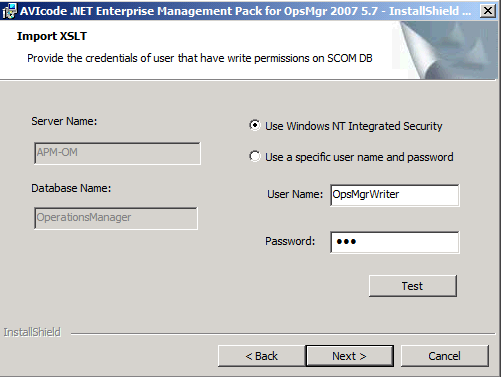 AVIcode .NET Enterprise Management Pack for OpsMgr 2007 5.7 - InstallShield ...
Import XSLT
Provide the credentials of user that have write permissions on SCOM DB
Server Name:
APM-OM
Database Name:
OperationsManager
Use Windows NT Integrated Security
Use a specific user name and password
User Name: OpsMgrWriter
Password: •••
Test
InstallShield
< Back Next > Cancel